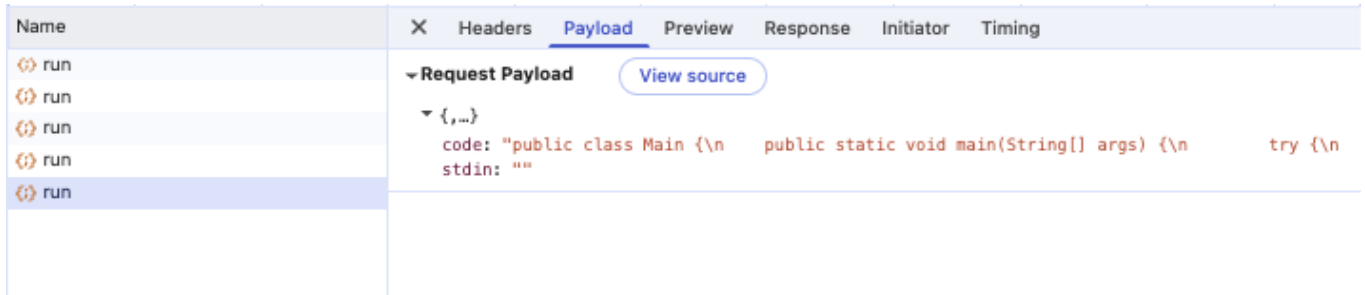 Name
run
run
run
run
run
Headers Payload Preview Response Initiator Timing
Request Payload View source
{,…}
code: "public class Main {\n    public static void main(String[] args) {\n        try {\n
stdin: ""